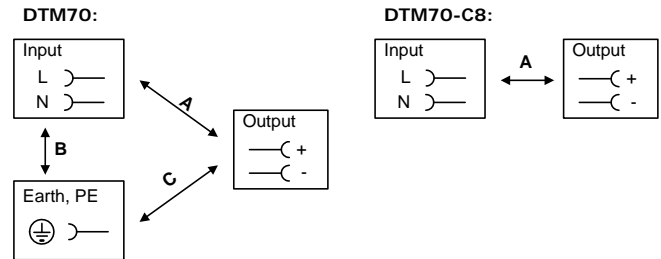 DTM70:
Input
L
N
A
B
Output
+
-
C
Earth, PE
DTM70-C8:
Input
L
N
A
Output
+
-